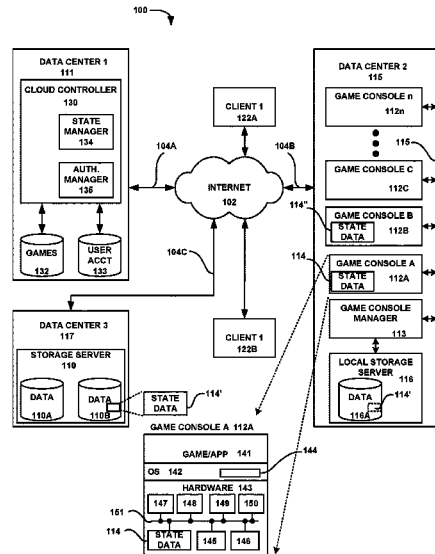 100
DATA CENTER 1
111
CLOUD CONTROLLER
130
STATE
MANAGER
134
AUTH.
MANAGER
135
GAMES
132
USER
ACCT
133
104A
CLIENT 1
122A
104B
INTERNET
102
104C
CLIENT 1
122B
DATA CENTER 2
115
GAME CONSOLE n
112n
115
GAME CONSOLE C
112C
114"
GAME CONSOLE B
STATE
DATA
112B
114
GAME CONSOLE A
STATE
DATA
112A
GAME CONSOLE
MANAGER
113
LOCAL STORAGE
SERVER
116
DATA
116A
114'
DATA CENTER 3
117
STORAGE SERVER
110
DATA
110A
DATA
110B
STATE
DATA
114'
GAME CONSOLE A 112A
GAME/APP 141
OS 142
144
HARDWARE 143
147
148
149
150
151
114
STATE
DATA
145
146